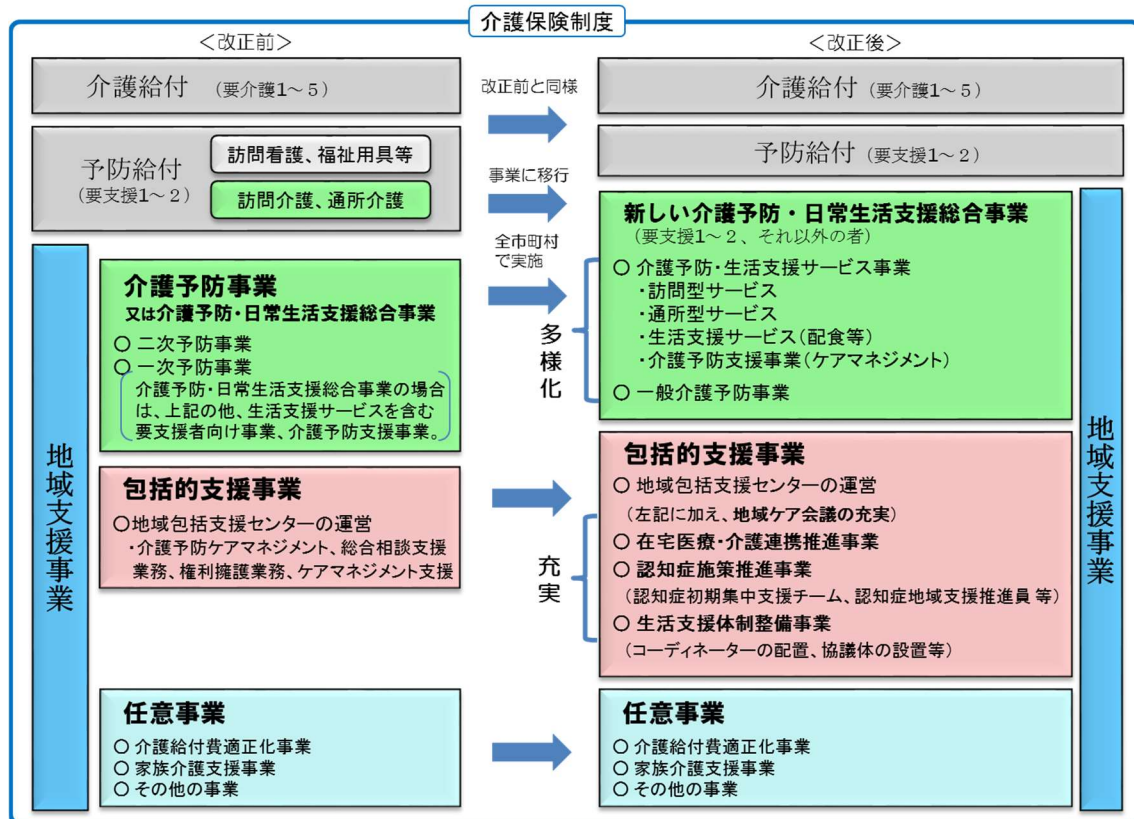 介護保険制度
＜改正前＞
介護給付 （要介護1～5）
予防給付
（要支援1～２）
訪問看護、福祉用具等
訪問介護、通所介護
地域支援事業
介護予防事業
又は介護予防・日常生活支援総合事業
○ 二次予防事業
○ 一次予防事業
介護予防・日常生活支援総合事業の場合
は、上記の他、生活支援サービスを含む
要支援者向け事業、介護予防支援事業。
包括的支援事業
○地域包括支援センターの運営
・介護予防ケアマネジメント、総合相談支援
業務、権利擁護業務、ケアマネジメント支援
任意事業
○ 介護給付費適正化事業
○ 家族介護支援事業
○ その他の事業
改正前と同様
事業に移行
全市町村
で実施
多様化
充実
＜改正後＞
介護給付 （要介護1～5）
予防給付 （要支援1～２）
新しい介護予防・日常生活支援総合事業
（要支援1～２、それ以外の者）
○ 介護予防・生活支援サービス事業
・訪問型サービス
・通所型サービス
・生活支援サービス（配食等）
・介護予防支援事業（ケアマネジメント）
○ 一般介護予防事業
包括的支援事業
○ 地域包括支援センターの運営
（左記に加え、地域ケア会議の充実）
○ 在宅医療・介護連携推進事業
○ 認知症施策推進事業
（認知症初期集中支援チーム、認知症地域支援推進員 等）
○ 生活支援体制整備事業
（コーディネーターの配置、協議体の設置等）
任意事業
○ 介護給付費適正化事業
○ 家族介護支援事業
○ その他の事業
地域支援事業